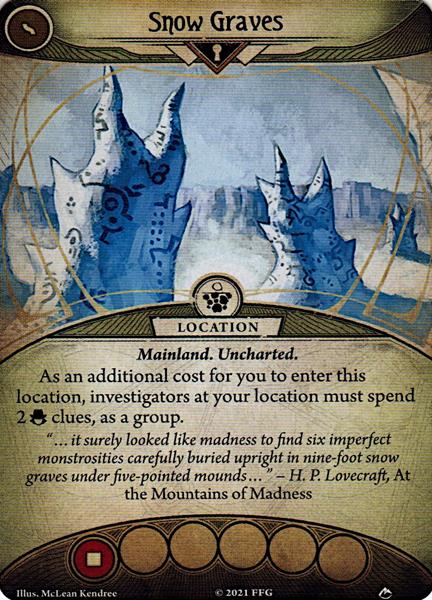 Snow Graves
LOCATION
Mainland. Uncharted.
As an additional cost for you to enter this
location, investigators at your location must spend
2 clues, as a group.
“… it surely looked like madness to find six imperfect
monstrosities carefully buried upright in nine-foot snow
graves under five-pointed mounds… ” – H. P. Lovecraft, At
the Mountains of Madness
Illus. McLean Kendree
© 2021 FFG